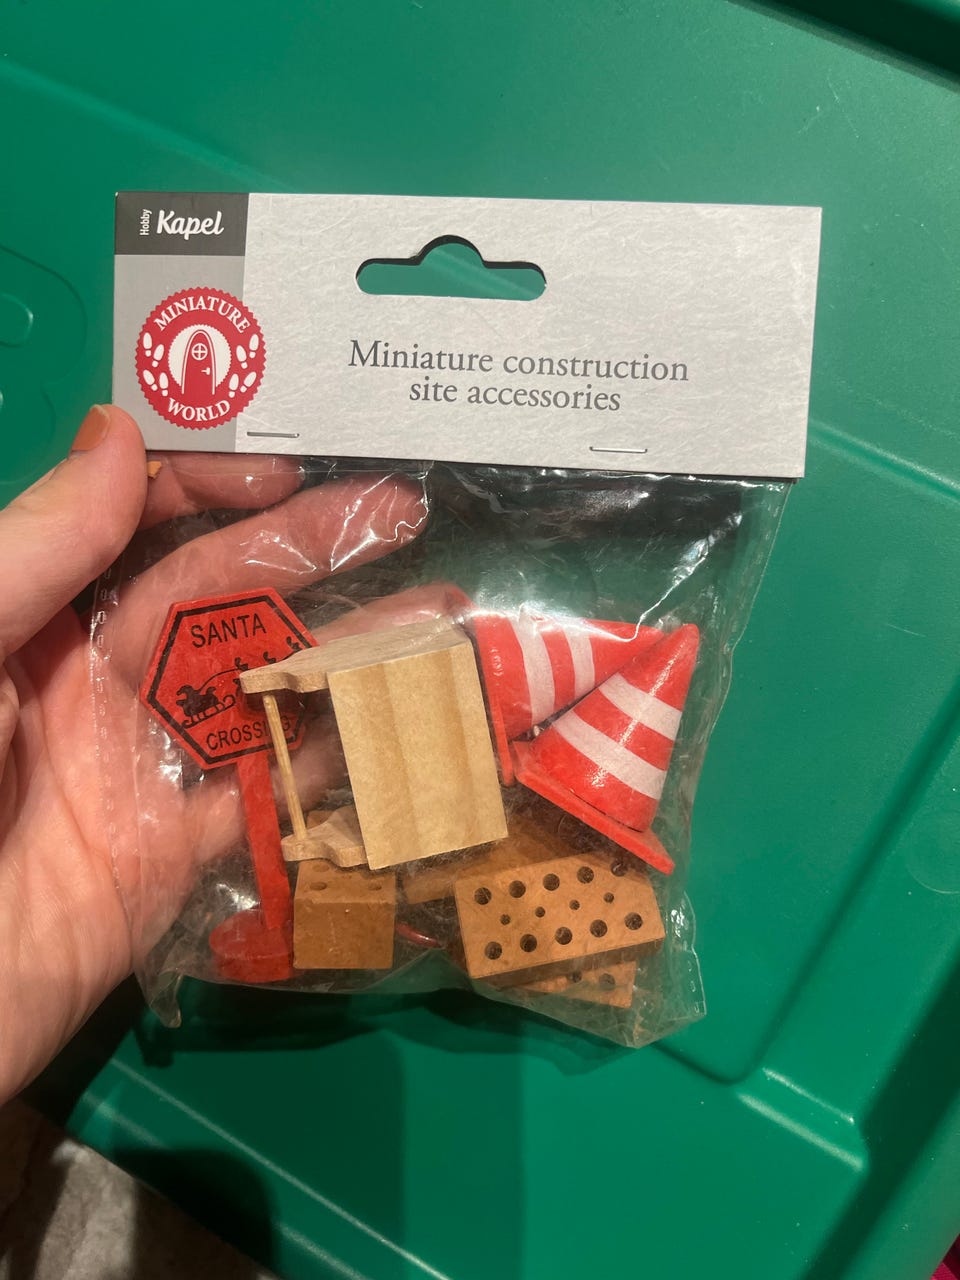 Hobby
Kapel
MINIATURE
WORLD
Miniature construction
site accessories
SANTA
CROSSING